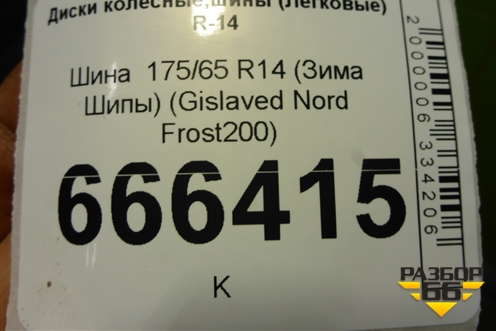 Диски колесные,шины (Легковые)
R-14
Шина 175/65 R14 (Зима
Шипы) (Gislaved Nord
Frost200)
666415
К
2000006334206
РАЗБОР
66